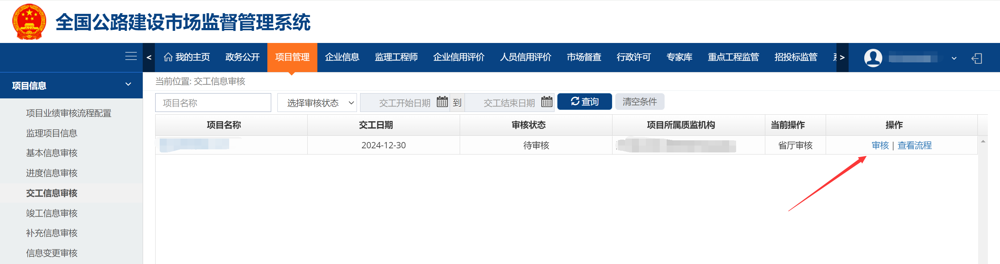 全国公路建设市场监督管理系统
< 我的主页 政务公开 项目管理 企业信息 监理工程师 企业信用评价 人员信用评价 市场督查 行政许可 专家库 重点工程监管 招投标监管 >
项目信息
当前位置: 交工信息审核
项目名称 选择审核状态 交工开始日期 到 交工结束日期 查询 清空条件
项目业绩审核流程配置
监理项目信息
基本信息审核
进度信息审核
交工信息审核
竣工信息审核
补充信息审核
信息变更审核
项目名称 交工日期 审核状态 项目所属质监机构 当前操作 操作
2024-12-30 待审核 省厅审核 审核 | 查看流程